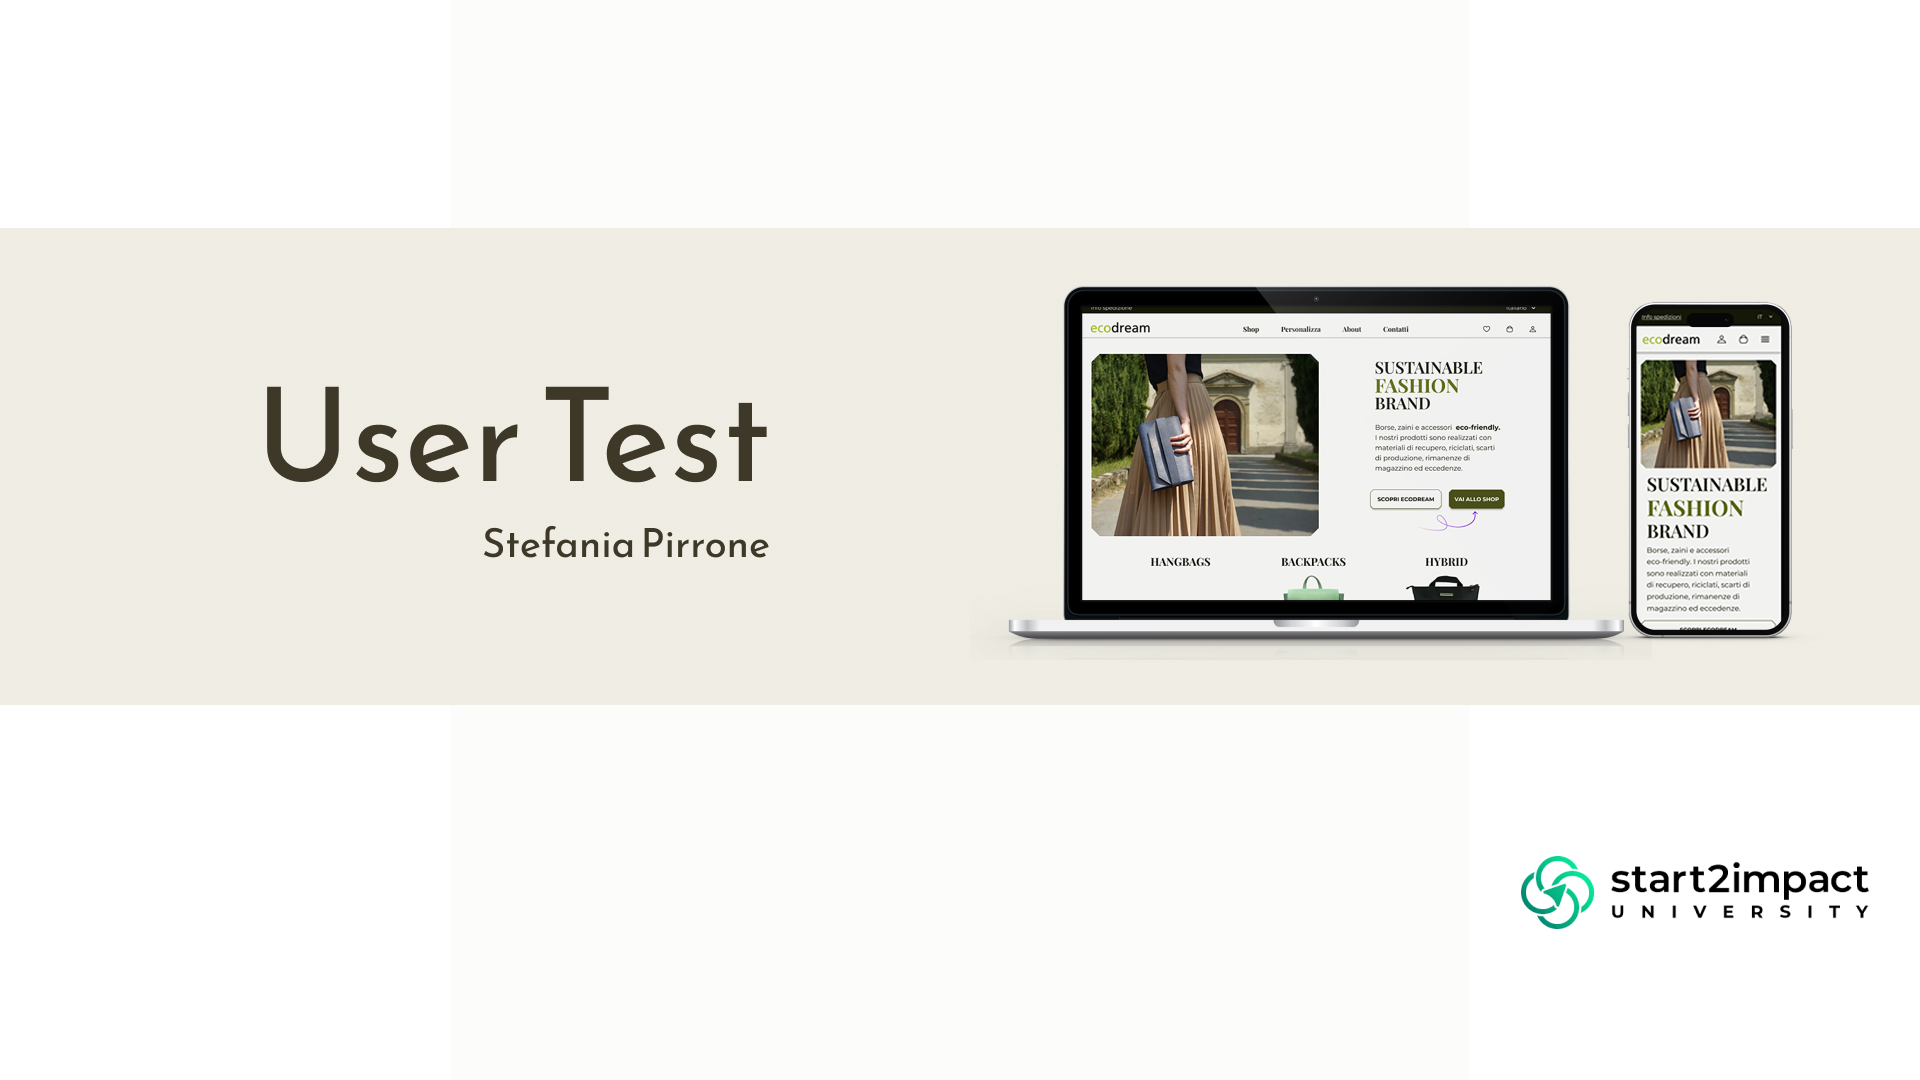 User Test
Stefania Pirrone
Info spedizione
Italiano
ecodream
Shop
Personalizza
About
Contatti
SUSTAINABLE
FASHION
BRAND
Borse, zaini e accessori eco-friendly.
I nostri prodotti sono realizzati con
materiali di recupero, riciclati, scarti
di produzione, rimanenze di
magazzino ed eccedenze.
SCOPRI ECODREAM
VAI ALLO SHOP
HANGBAGS
BACKPACKS
HYBRID
Info spedizioni
IT
ecodream
SUSTAINABLE
FASHION
BRAND
Borse, zaini e accessori
eco-friendly. I nostri prodotti
sono realizzati con materiali
di recupero, riciclati, scarti di
produzione, rimanenze di
magazzino ed eccedenze.
SCOPRI ECODREAM
start2impact
UNIVERSITY